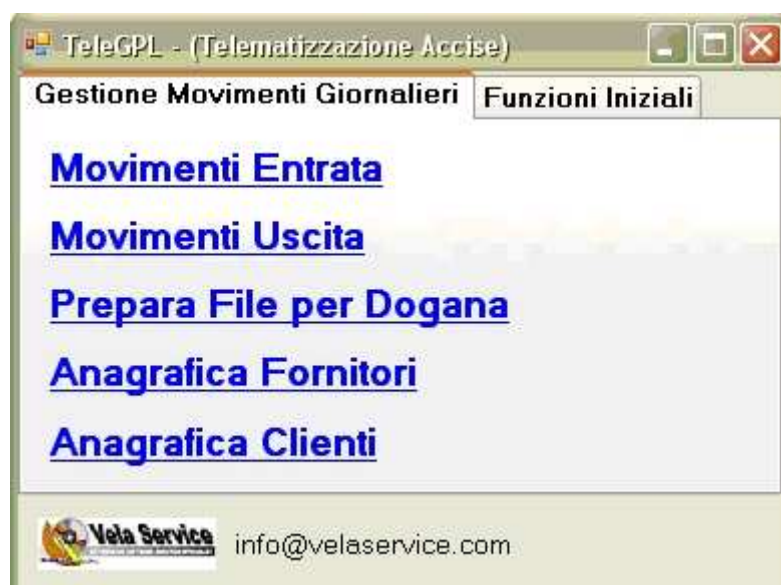 TeleGPL - (Telematizzazione Accise)
Gestione Movimenti Giornalieri Funzioni Iniziali
Movimenti Entrata
Movimenti Uscita
Prepara File per Dogana
Anagrafica Fornitori
Anagrafica Clienti
Vela Service info@velaservice.com